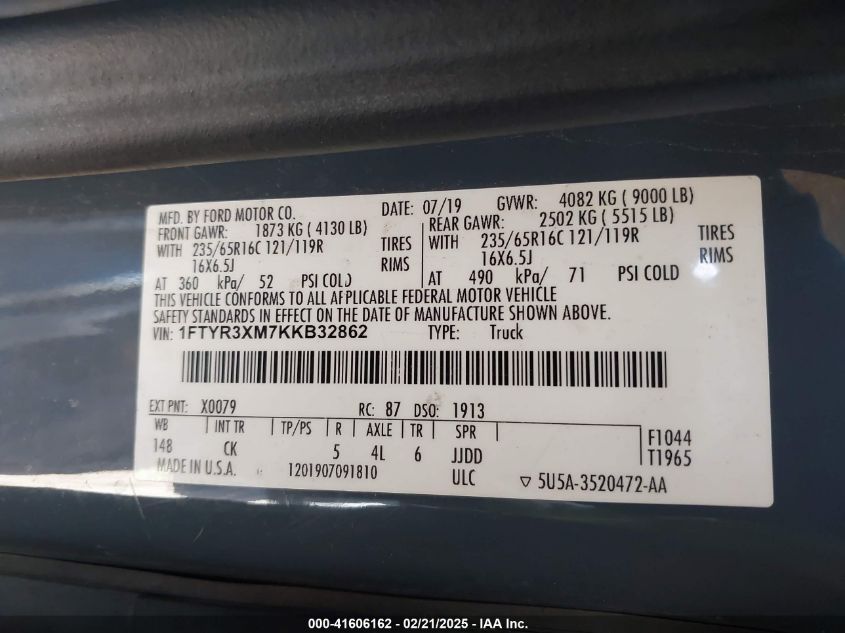 MFD. BY FORD MOTOR CO. DATE: 07/19 GVWR: 4082 KG ( 9000 LB)
FRONT GAWR: 1873 KG ( 4130 LB) REAR GAWR: 2502 KG ( 5515 LB)
WITH 235/65R16C 121/119R TIRES WITH 235/65R16C 121/119R TIRES
16X6.5J RIMS 16X6.5J RIMS
AT 360 kPa/ 52 PSI COLD AT 490 kPa/ 71 PSI COLD
THIS VEHICLE CONFORMS TO ALL APPLICABLE FEDERAL MOTOR VEHICLE
SAFETY STANDARDS IN EFFECT ON THE DATE OF MANUFACTURE SHOWN ABOVE.
VIN: 1FTYR3XM7KKB32862 TYPE: Truck
EXT PNT: X0079 RC: 87 DSO: 1913
WB INT TR TP/PS R AXLE TR SPR F1044
148 CK 5 4L 6 JJDD T1965
MADE IN U.S.A. 1201907091810 ULC ▽ 5U5A-3520472-AA
000-41606162 - 02/21/2025 - IAA Inc.